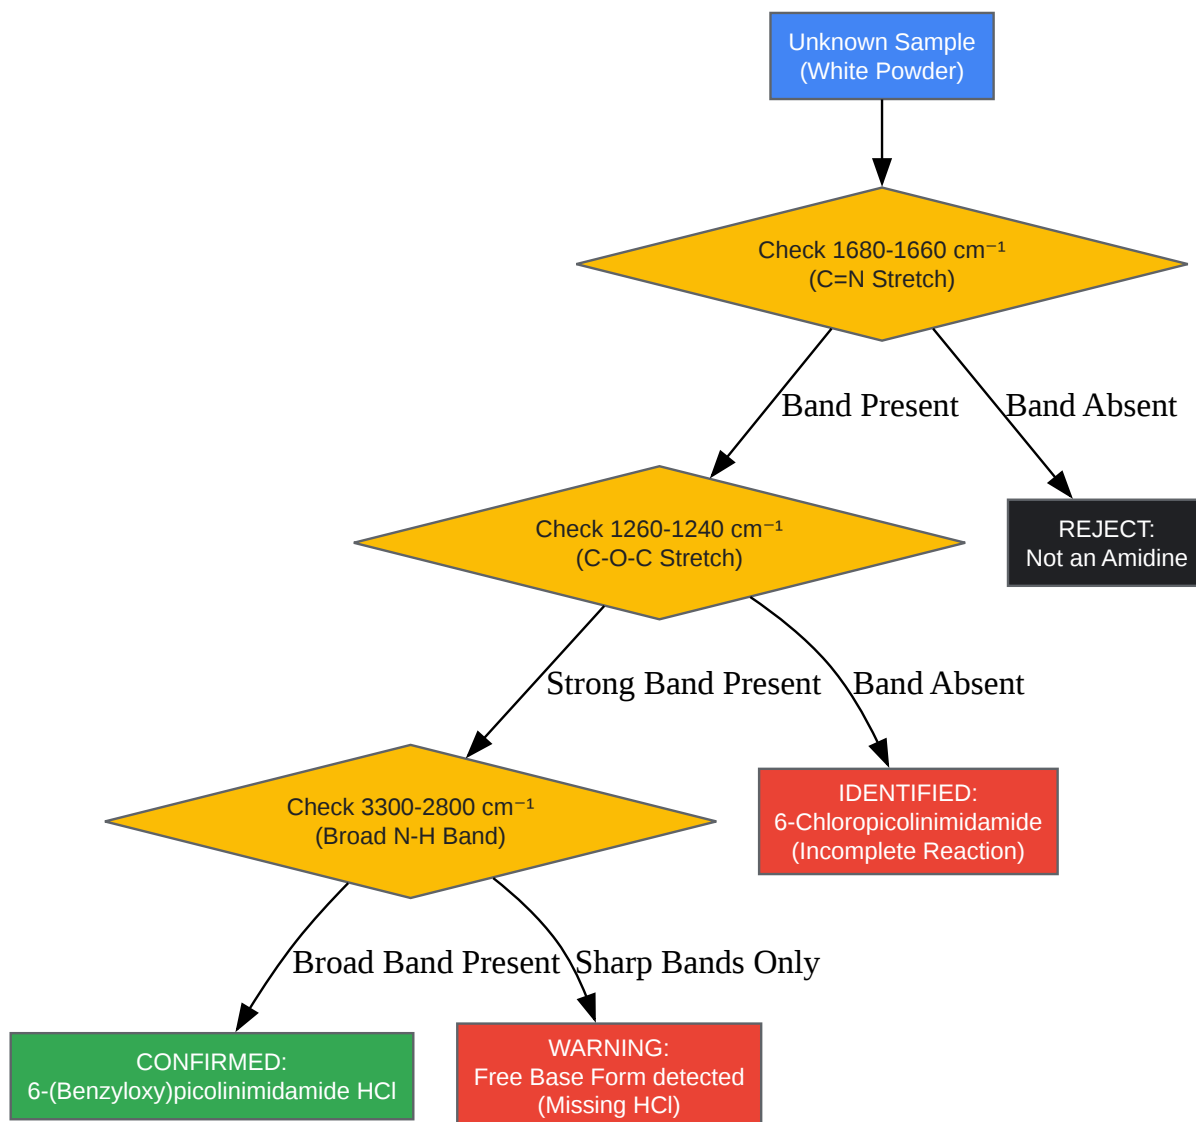 Unknown Sample
(White Powder)
Check 1680-1660 cm⁻¹
(C=N Stretch)
Band Present
Band Absent
Check 1260-1240 cm⁻¹
(C-O-C Stretch)
REJECT:
Not an Amidine
Strong Band Present
Band Absent
Check 3300-2800 cm⁻¹
(Broad N-H Band)
IDENTIFIED:
6-Chloropicolinimidamide
(Incomplete Reaction)
Broad Band Present
Sharp Bands Only
CONFIRMED:
6-(Benzyloxy)picolinimidamide HCl
WARNING:
Free Base Form detected
(Missing HCl)